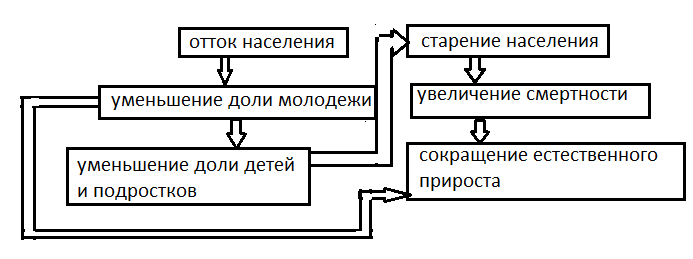 отток населения
уменьшение доли молодежи
уменьшение доли детей
и подростков
старение населения
увеличение смертности
сокращение естественного
прироста